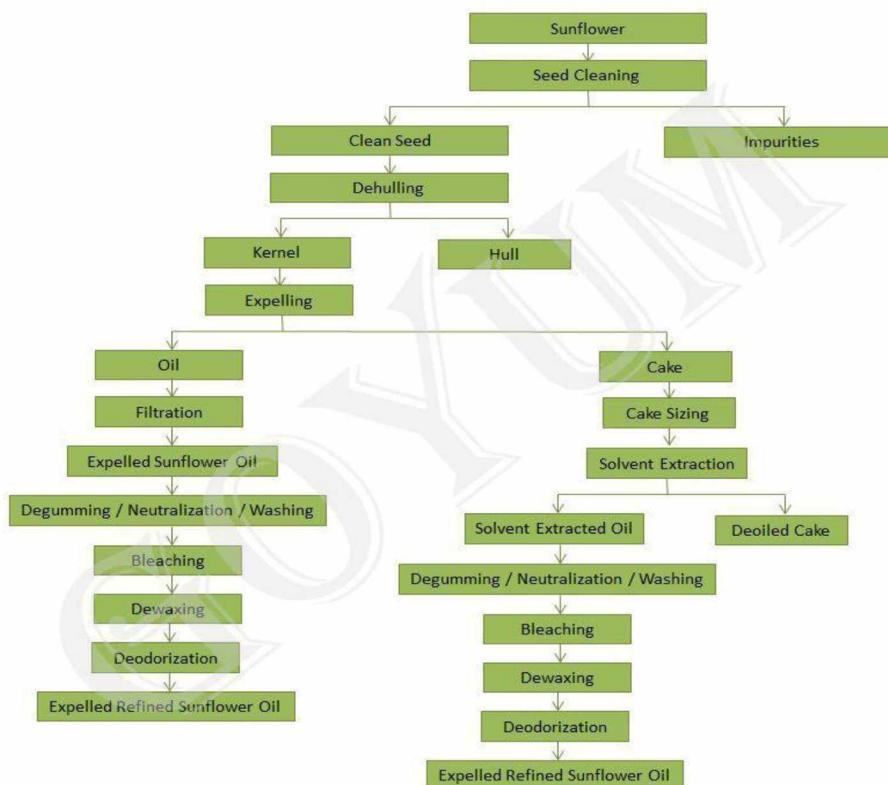 Sunflower
Seed Cleaning
Clean Seed
Impurities
Dehulling
Kernel
Hull
Expelling
Oil
Cake
Filtration
Cake Sizing
Expelled Sunflower Oil
Solvent Extraction
Degumming / Neutralization / Washing
Solvent Extracted Oil
Deoiled Cake
Bleaching
Degumming / Neutralization / Washing
Dewaxing
Bleaching
Deodorization
Dewaxing
Expelled Refined Sunflower Oil
Deodorization
Expelled Refined Sunflower Oil
GOYUM